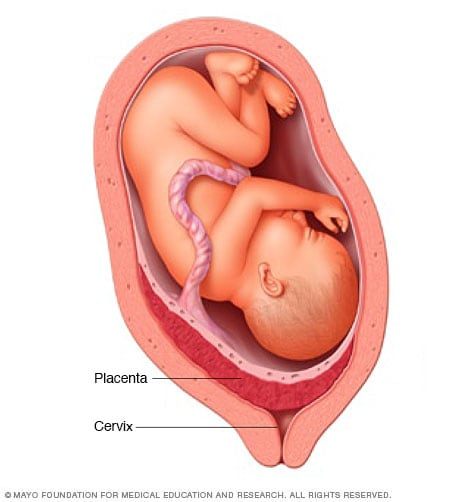 Placenta
Cervix
© MAYO FOUNDATION FOR MEDICAL EDUCATION AND RESEARCH. ALL RIGHTS RESERVED.